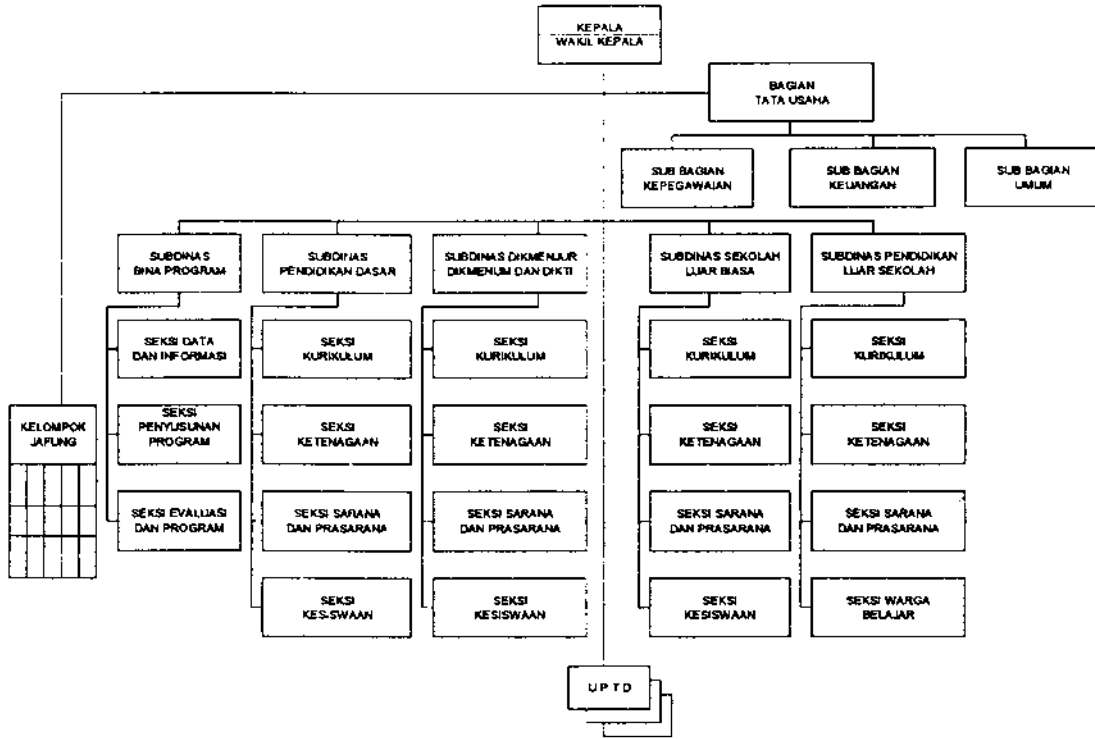 KEPALA
WAKIL KEPALA
BAGIAN
TATA USAHA
SUB BAGIAN
KEPEGAWAIAN
SUB BAGIAN
KEUANGAN
SUB BAGIAN
UMUM
SUBDINAS
BINA PROGRAM
SUBDINAS
PENDIDIKAN DASAR
SUBDINAS DIKMENJUR
DIKMENUM DAN DIKTI
SUBDINAS SEKOLAH
LUAR BIASA
SUBDINAS PENDIDIKAN
LUAR SEKOLAH
SEKSI DATA
DAN INFORMASI
SEKSI
KURIKULUM
SEKSI
KURIKULUM
SEKSI
KURIKULUM
SEKSI
KURIKULUM
KELOMPOK
JAFUNG
SEKSI
PENYUSUNAN
PROGRAM
SEKSI
KETENAGAAN
SEKSI
KETENAGAAN
SEKSI
KETENAGAAN
SEKSI
KETENAGAAN
SEKSI EVALUASI
DAN PROGRAM
SEKSI SARANA
DAN PRASARANA
SEKSI SARANA
DAN PRASARANA
SEKSI SARANA
DAN PRASARANA
SEKSI SARANA
DAN PRASARANA
SEKSI
KESISWAAN
SEKSI
KESISWAAN
SEKSI
KESISWAAN
SEKSI WARGA
BELAJAR
U P T D